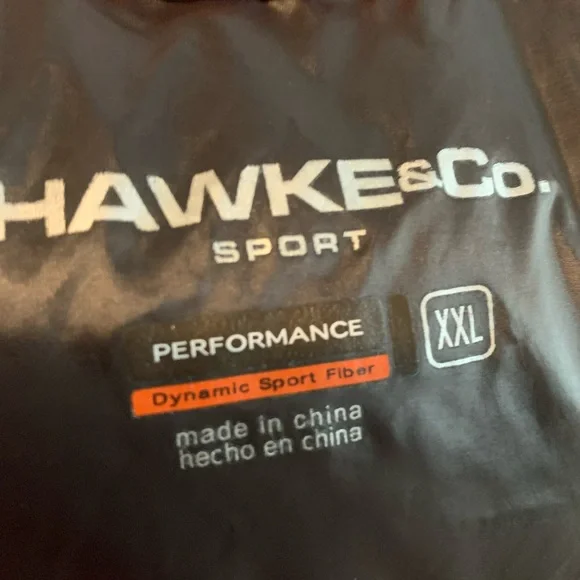 HAWKE&Co.
SPORT
PERFORMANCE XXL
Dynamic Sport Fiber
made in china
hecho en china